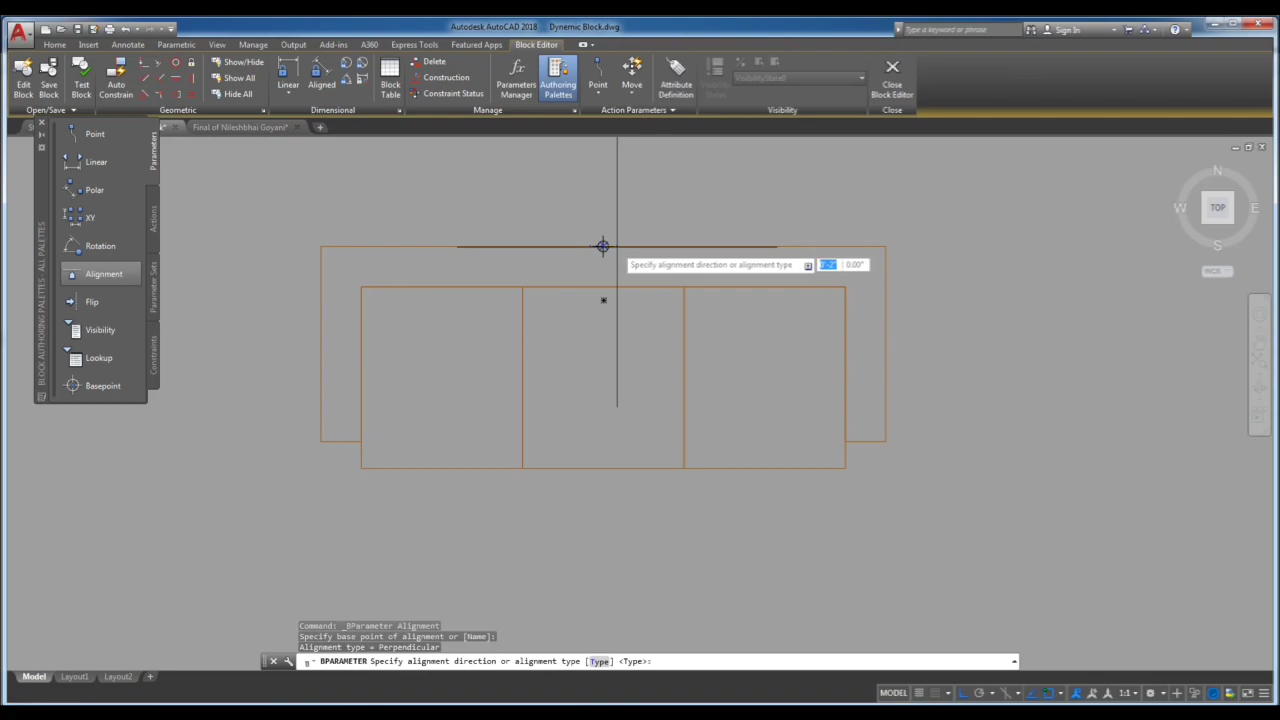 Autodesk AutoCAD 2018 Dynemic Block.dwg
Type a keyword or phrase
Sign In
Home Insert Annotate Parametric View Manage Output Add-ins A360 Express Tools Featured Apps Block Editor
Edit Block
Save Block
Test Block
Auto Constrain
Show/Hide
Show All
Hide All
Linear
Aligned
Block Table
Delete
Construction
Constraint Status
Parameters Manager
Authoring Palettes
Point
Move
Attribute Definition
Visibility States
VisibilityState0
Close Block Editor
Open/Save Geometric Dimensional Manage Action Parameters Visibility Close
Final of Nileshbhai Goyani*
Point
Linear
Polar
XY
Rotation
Alignment
Flip
Visibility
Lookup
Basepoint
Parameters
Actions
Parameter Sets
Constraints
BLOCK AUTHORING PALETTES - ALL PALETTES
N
W TOP E
S
WCS
Specify alignment direction or alignment type 0.00°
Command: _BParameter Alignment
Specify base point of alignment or [Name]:
Alignment type = Perpendicular
BPARAMETER Specify alignment direction or alignment type [Type] <Type>:
Model Layout1 Layout2
MODEL 1:1